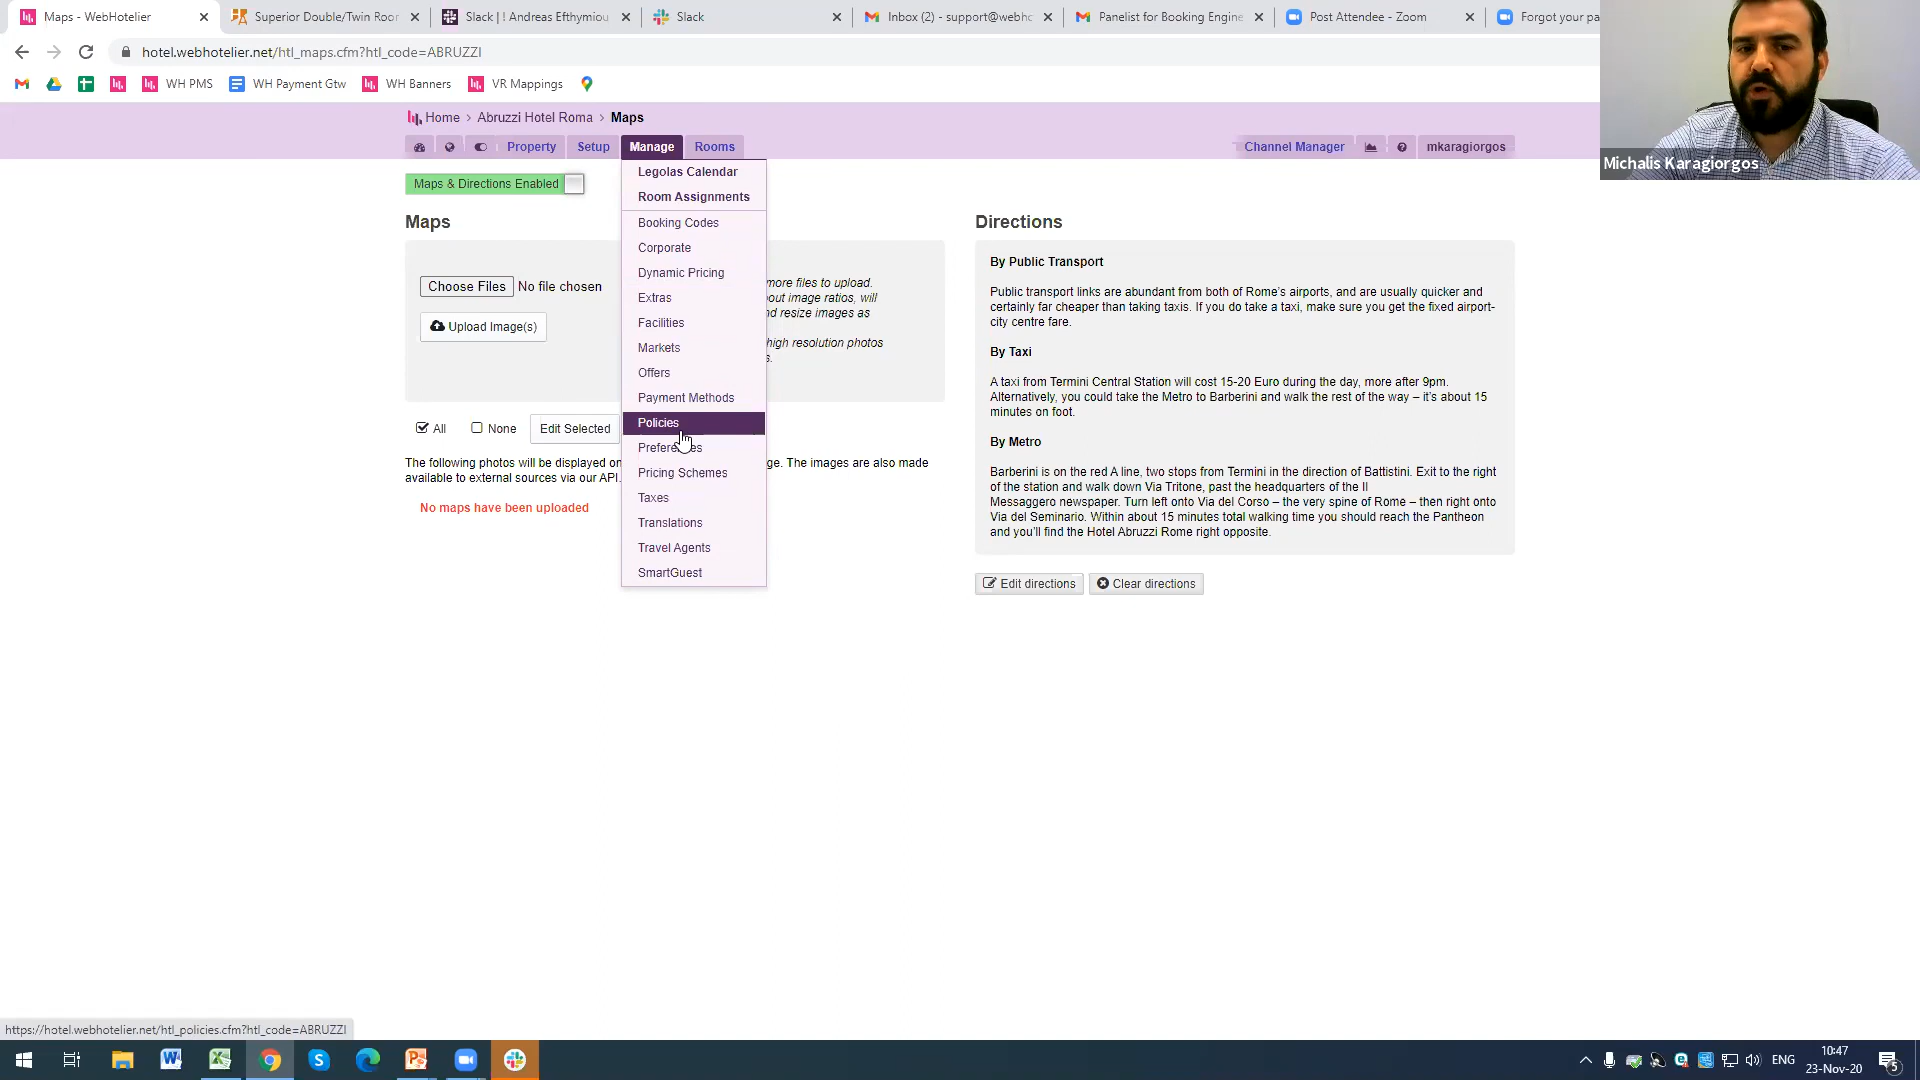 Maps - WebHotelier
Superior Double/Twin Roor
Slack | ! Andreas Efthymiou
Slack
Inbox (2) - support@webhc
Panelist for Booking Engine
Post Attendee - Zoom
Forgot your pa
hotel.webhotelier.net/htl_maps.cfm?htl_code=ABRUZZI
WH PMS
WH Payment Gtw
WH Banners
VR Mappings
Home > Abruzzi Hotel Roma > Maps
Property
Setup
Manage
Rooms
Channel Manager
mkaragiorgos
Michalis Karagiorgos
Maps & Directions Enabled
Legolas Calendar
Room Assignments
Booking Codes
Corporate
Dynamic Pricing
Extras
Facilities
Markets
Offers
Payment Methods
Policies
Preferences
Pricing Schemes
Taxes
Translations
Travel Agents
SmartGuest
Maps
Choose Files No file chosen
Upload Image(s)
more files to upload.
out image ratios, will
nd resize images as
high resolution photos
s.
All
None
Edit Selected
The following photos will be displayed on
ge. The images are also made
available to external sources via our API.
No maps have been uploaded
Directions
By Public Transport
Public transport links are abundant from both of Rome's airports, and are usually quicker and
certainly far cheaper than taking taxis. If you do take a taxi, make sure you get the fixed airport-
city centre fare.
By Taxi
A taxi from Termini Central Station will cost 15-20 Euro during the day, more after 9pm.
Alternatively, you could take the Metro to Barberini and walk the rest of the way – it's about 15
minutes on foot.
By Metro
Barberini is on the red A line, two stops from Termini in the direction of Battistini. Exit to the right
of the station and walk down Via Tritone, past the headquarters of the Il
Messaggero newspaper. Turn left onto Via del Corso – the very spine of Rome – then right onto
Via del Seminario. Within about 15 minutes total walking time you should reach the Pantheon
and you'll find the Hotel Abruzzi Rome right opposite.
Edit directions
Clear directions
https://hotel.webhotelier.net/htl_policies.cfm?htl_code=ABRUZZI
ENG
10:47
23-Nov-20
5